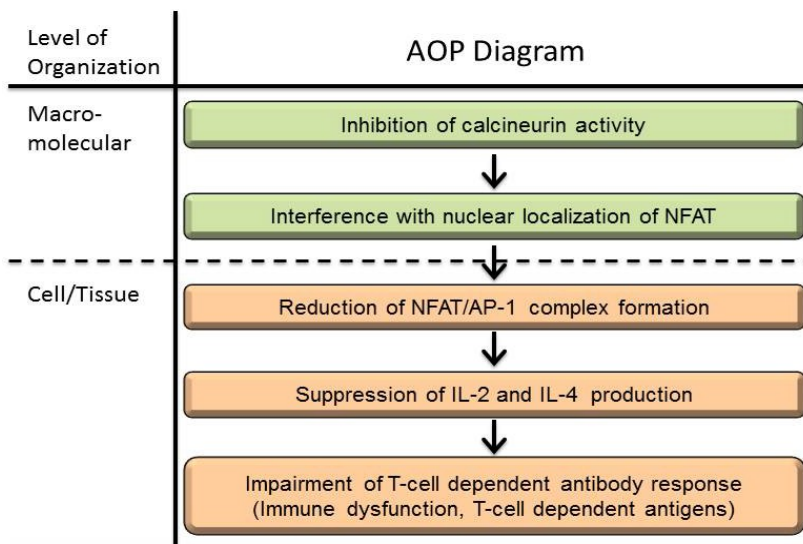 Level of
Organization
AOP Diagram
Macro-
molecular
Inhibition of calcineurin activity
Interference with nuclear localization of NFAT
Cell/Tissue
Reduction of NFAT/AP-1 complex formation
Suppression of IL-2 and IL-4 production
Impairment of T-cell dependent antibody response
(Immune dysfunction, T-cell dependent antigens)